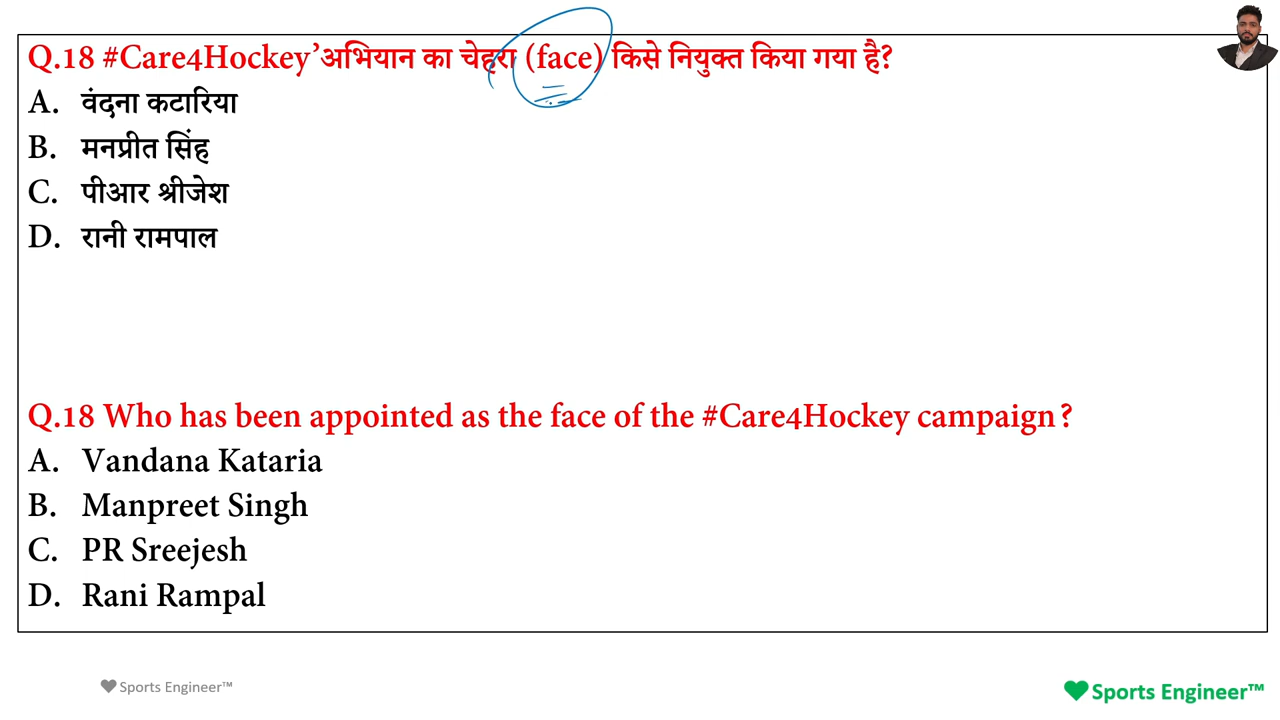 Q.18 #Care4Hockey’अभियान का चेहरा (face) किसे नियुक्त किया गया है?
A. वंदना कटारिया
B. मनप्रीत सिंह
C. पीआर श्रीजेश
D. रानी रामपाल
Q.18 Who has been appointed as the face of the #Care4Hockey campaign?
A. Vandana Kataria
B. Manpreet Singh
C. PR Sreejesh
D. Rani Rampal
Sports Engineer™
Sports Engineer™